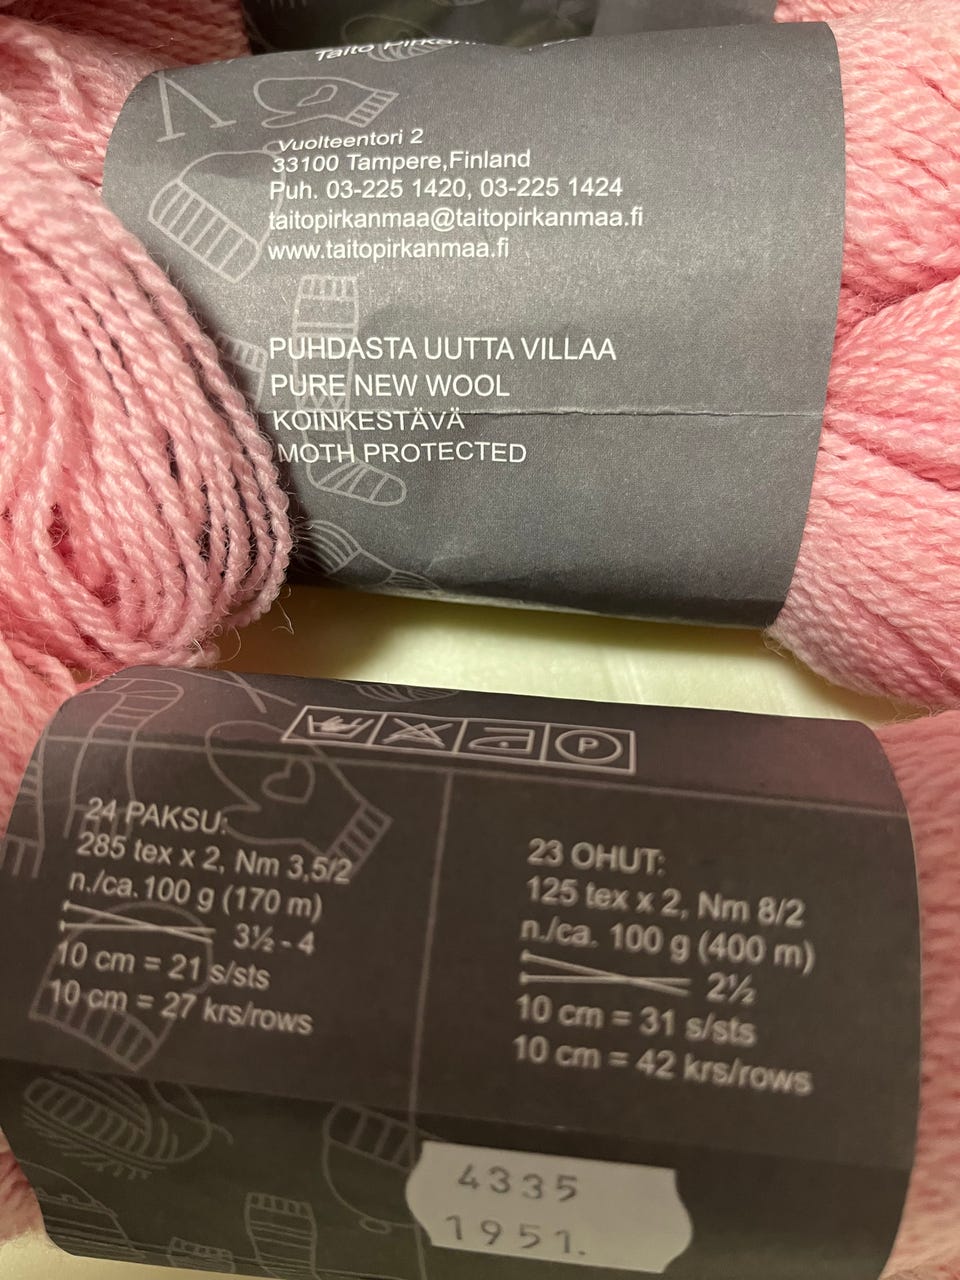 Taito Pirkanmaa
Vuolteentori 2
33100 Tampere,Finland
Puh. 03-225 1420, 03-225 1424
taitopirkanmaa@taitopirkanmaa.fi
www.taitopirkanmaa.fi
PUHDASTA UUTTA VILLAA
PURE NEW WOOL
KOINKESTÄVÄ
MOTH PROTECTED
P
24 PAKSU:
285 tex x 2, Nm 3,5/2
n./ca.100 g (170 m)
3½ - 4
10 cm = 21 s/sts
10 cm = 27 krs/rows
23 OHUT:
125 tex x 2, Nm 8/2
n./ca. 100 g (400 m)
2½
10 cm = 31 s/sts
10 cm = 42 krs/rows
4335
1951.